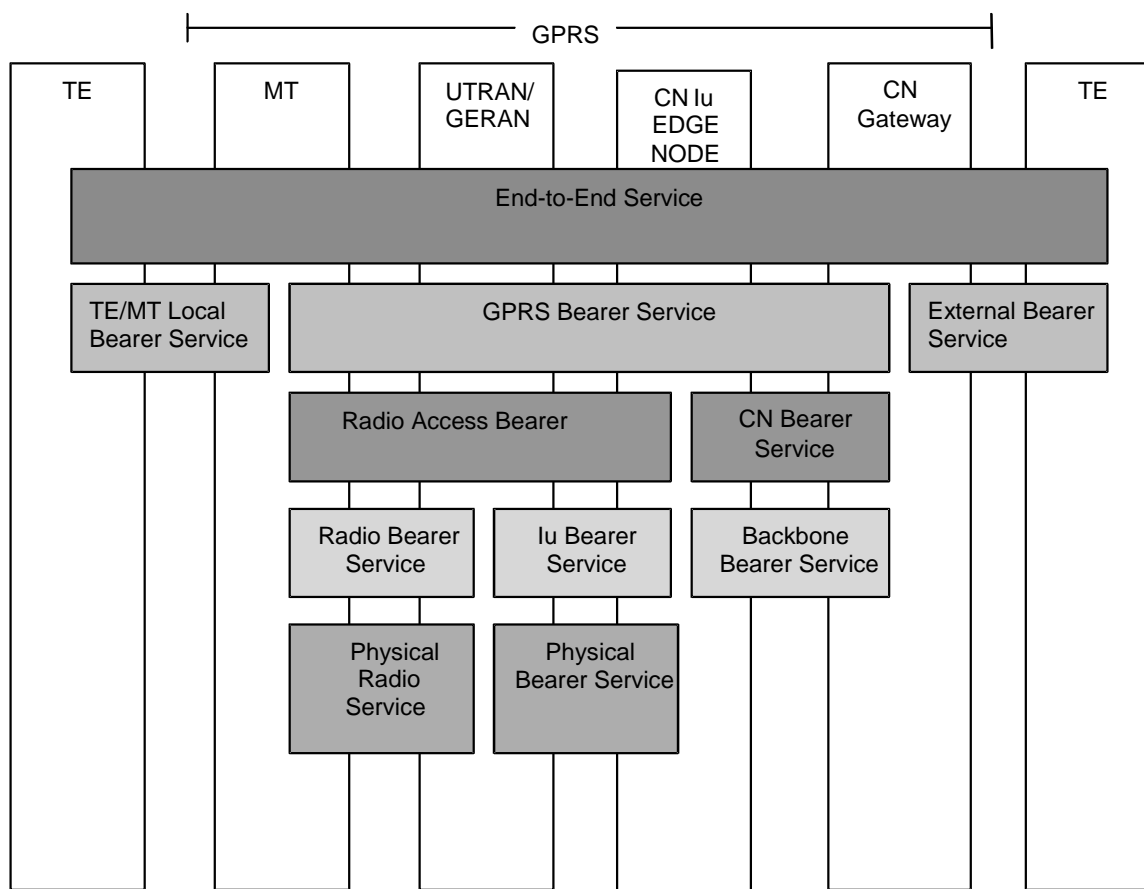 GPRS
TE
MT
UTRAN/
GERAN
CN Iu
EDGE
NODE
CN
Gateway
TE
End-to-End Service
TE/MT Local
Bearer Service
GPRS Bearer Service
External Bearer
Service
Radio Access Bearer
CN Bearer
Service
Radio Bearer
Service
Iu Bearer
Service
Backbone
Bearer Service
Physical
Radio
Service
Physical
Bearer Service